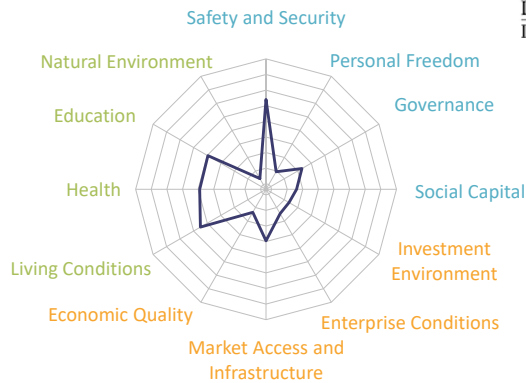 Safety and Security
Natural Environment
Personal Freedom
Education
Governance
Health
Social Capital
Living Conditions
Investment
Environment
Economic Quality
Enterprise Conditions
Market Access and
Infrastructure